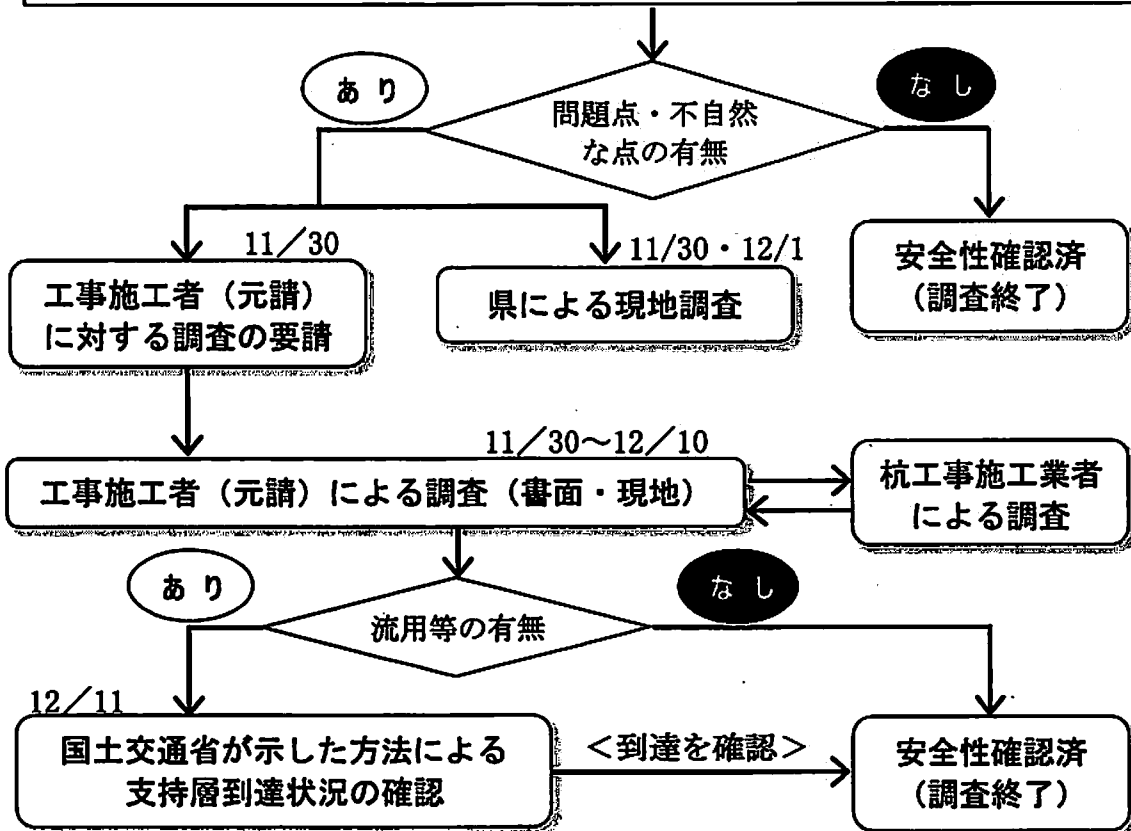 あり
なし
問題点・不自然
な点の有無
11/30
11/30・12/1
工事施工者（元請）
に対する調査の要請
県による現地調査
安全性確認済
（調査終了）
11/30～12/10
工事施工者（元請）による調査（書面・現地）
杭工事施工業者
による調査
あり
なし
流用等の有無
12/11
国土交通省が示した方法による
支持層到達状況の確認
＜到達を確認＞
安全性確認済
（調査終了）